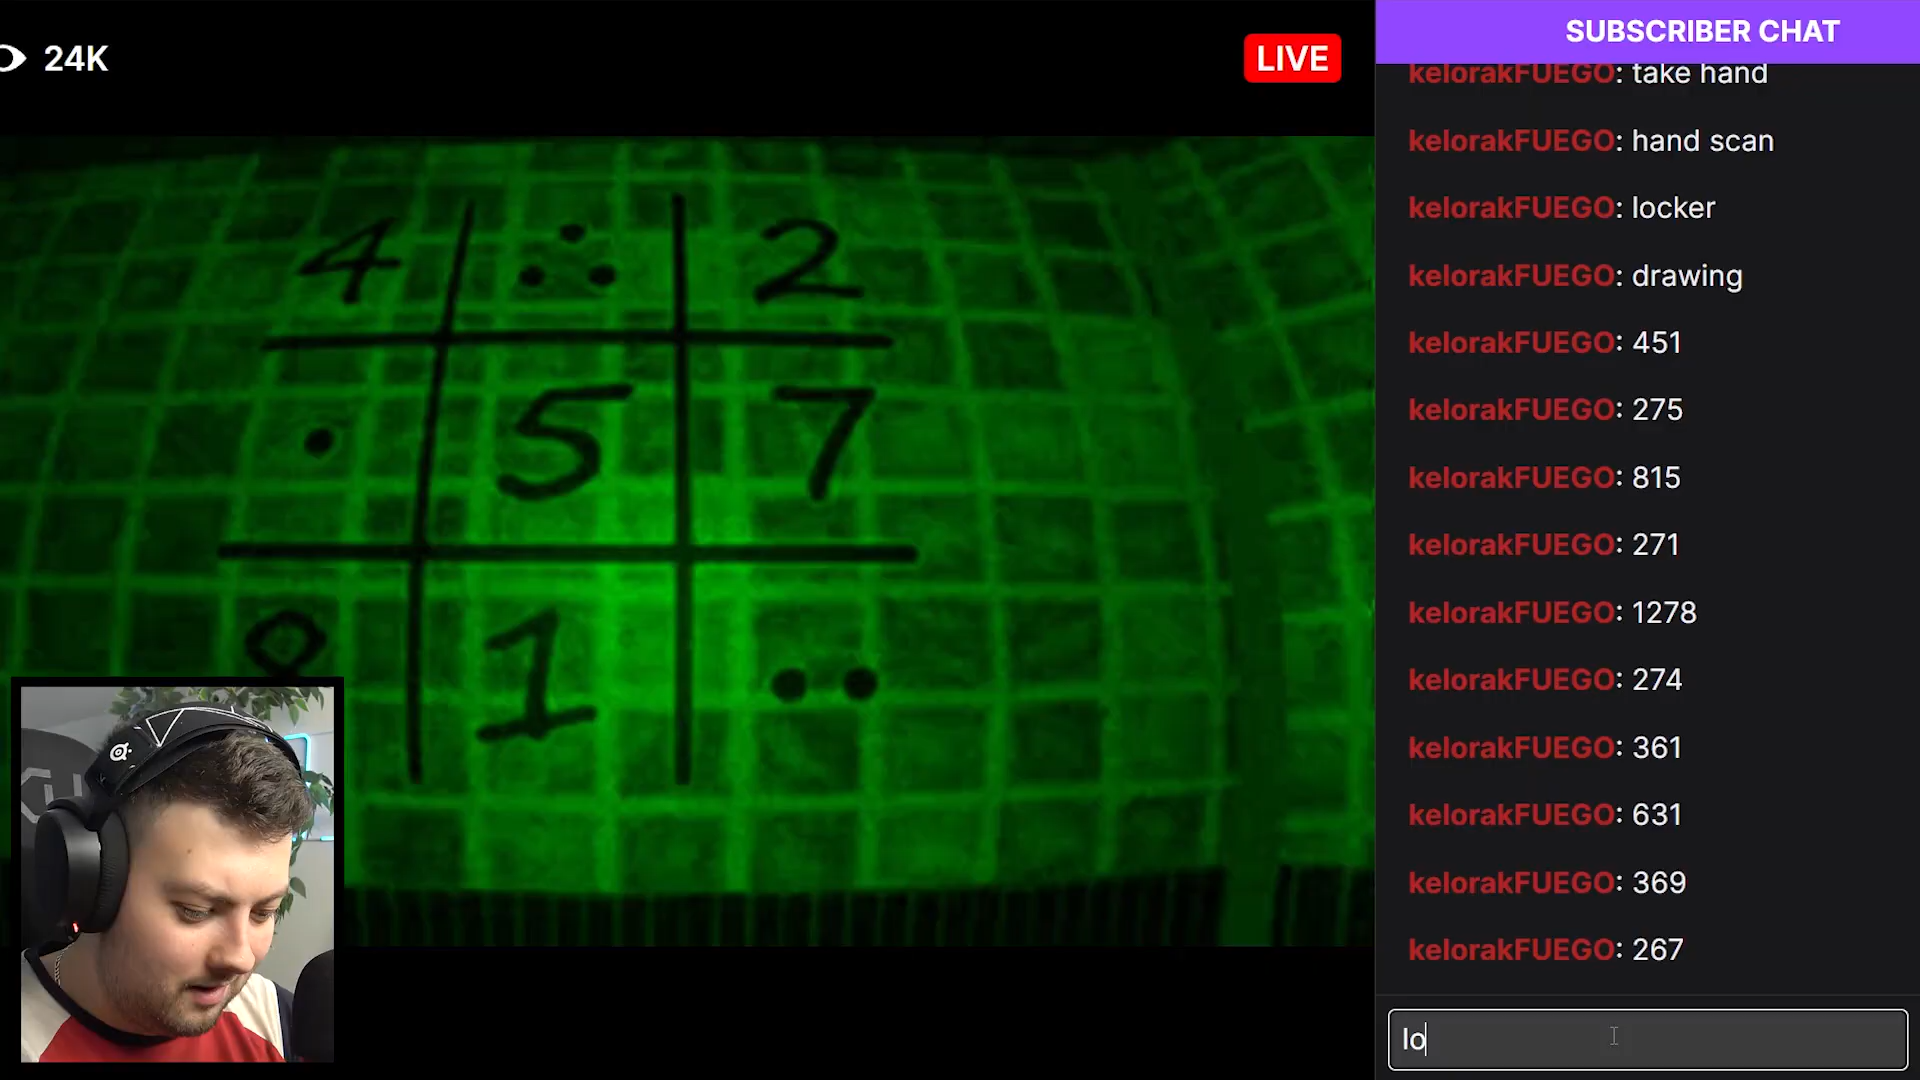 24K
LIVE
4 2
5 7
8 1
SUBSCRIBER CHAT
kelorakFUEGO: take hand
kelorakFUEGO: hand scan
kelorakFUEGO: locker
kelorakFUEGO: drawing
kelorakFUEGO: 451
kelorakFUEGO: 275
kelorakFUEGO: 815
kelorakFUEGO: 271
kelorakFUEGO: 1278
kelorakFUEGO: 274
kelorakFUEGO: 361
kelorakFUEGO: 631
kelorakFUEGO: 369
kelorakFUEGO: 267
lo